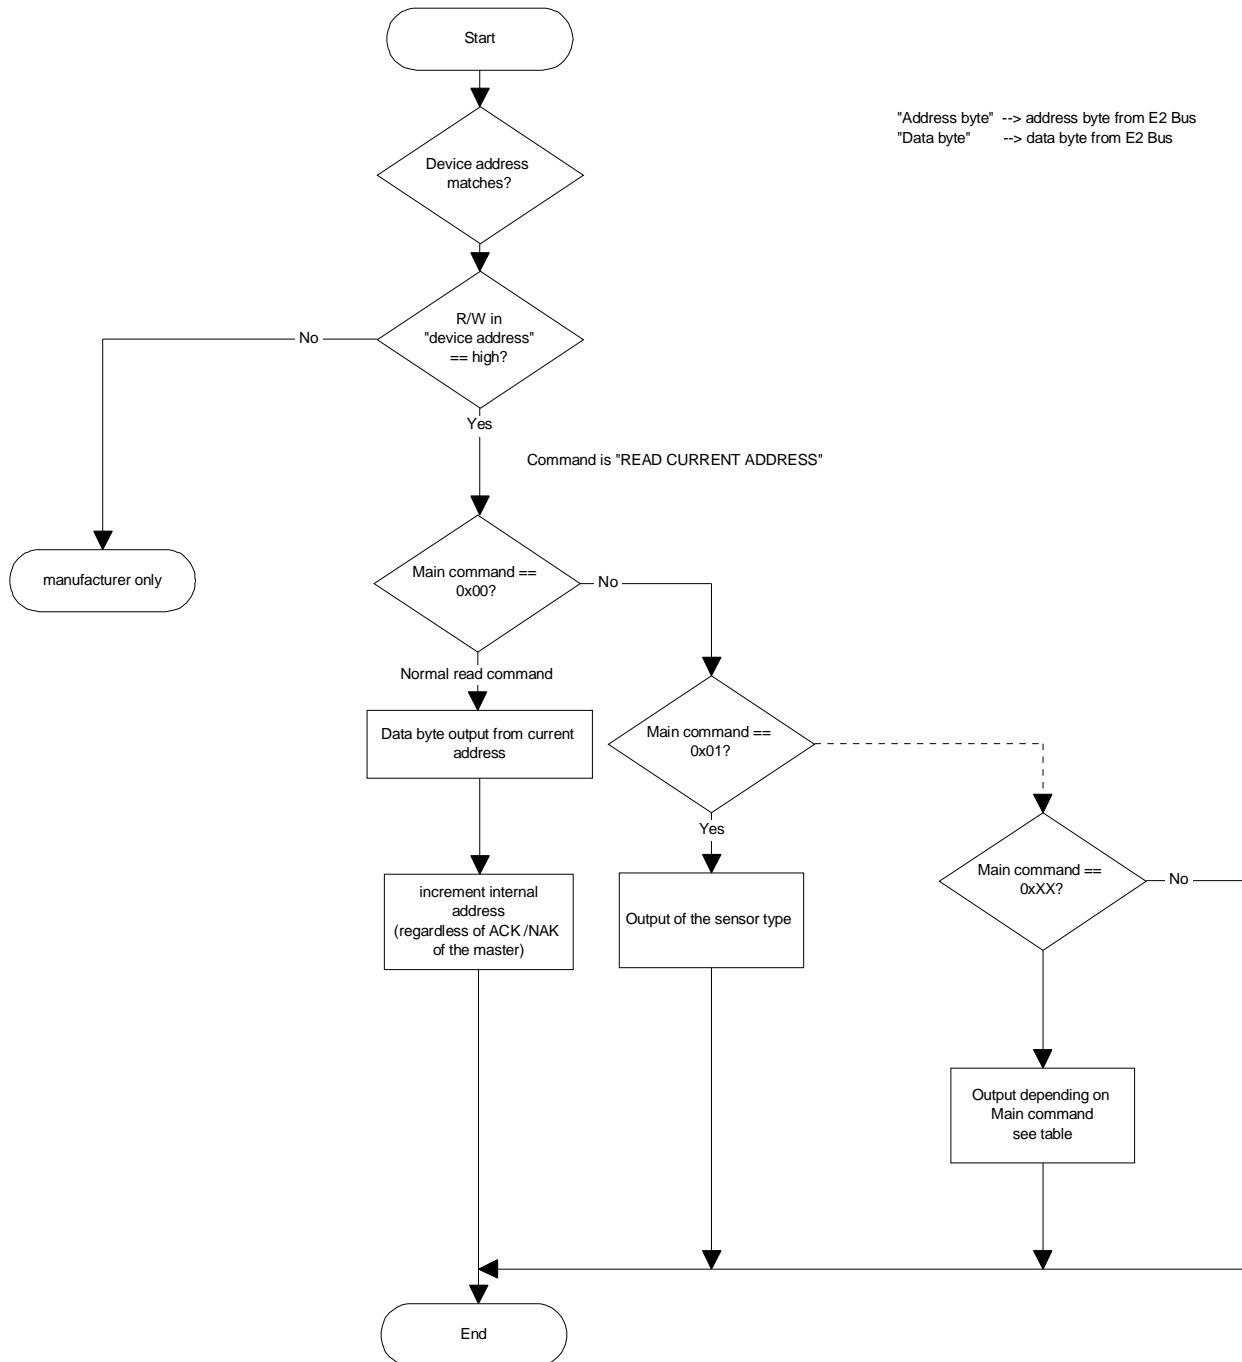 Start
"Address byte" --> address byte from E2 Bus
"Data byte" --> data byte from E2 Bus
Device address
matches?
R/W in
"device address"
== high?
No
Yes
Command is "READ CURRENT ADDRESS"
manufacturer only
Main command ==
0x00?
No
Normal read command
Data byte output from current
address
Main command ==
0x01?
Yes
Main command ==
0xXX?
No
increment internal
address
(regardless of ACK /NAK
of the master)
Output of the sensor type
Output depending on
Main command
see table
End